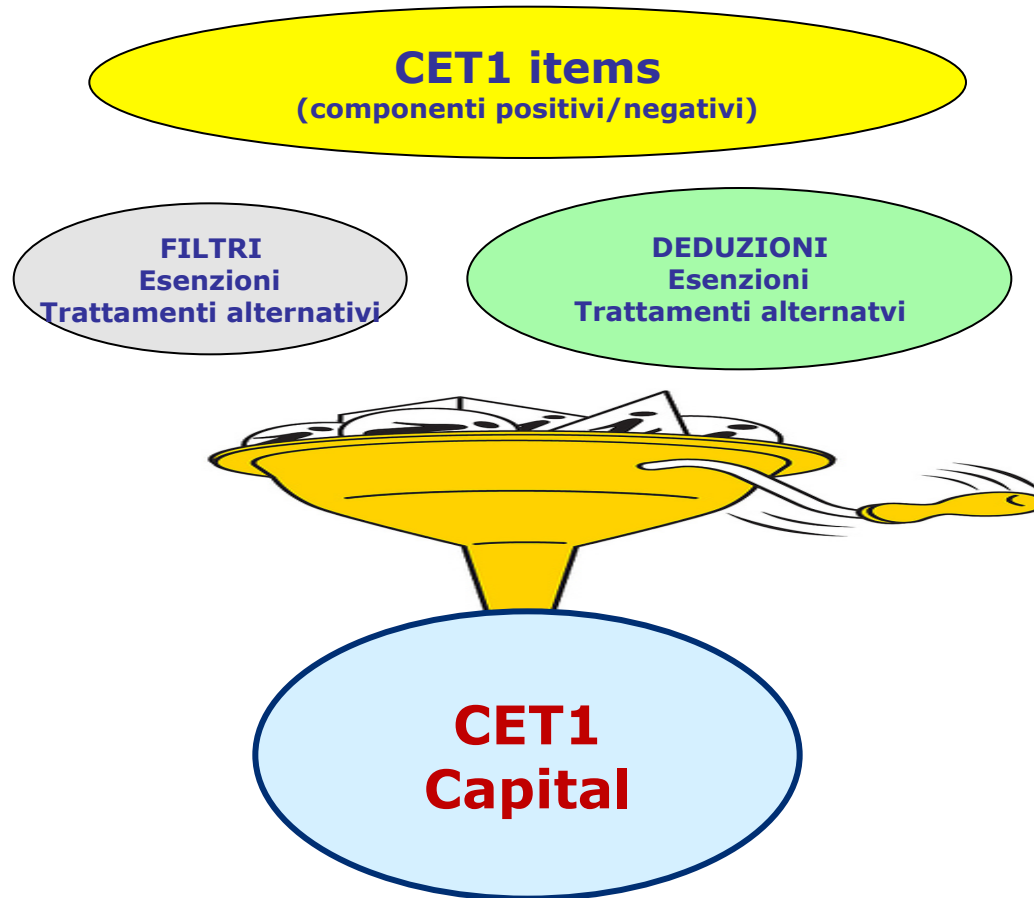 CET1 items
(componenti positivi/negativi)
FILTRI
Esenzioni
Trattamenti alternativi
DEDUZIONI
Esenzioni
Trattamenti alternatvi
CET1
Capital